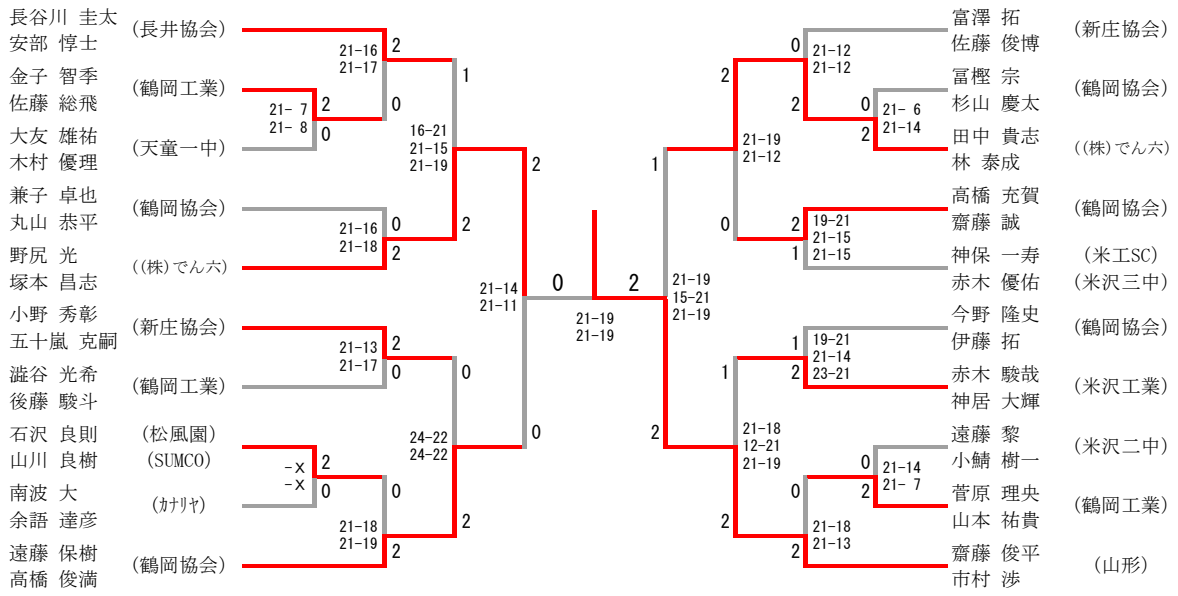 長谷川 圭太
安部 惇士
(長井協会)
金子 智季
佐藤 総飛
(鶴岡工業)
大友 雄祐
木村 優理
(天童一中)
兼子 卓也
丸山 恭平
(鶴岡協会)
野尻 光
塚本 昌志
((株)でん六)
小野 秀彰
五十嵐 克嗣
(新庄協会)
澁谷 光希
後藤 駿斗
(鶴岡工業)
石沢 良則 (松風園)
山川 良樹 (SUMCO)
南波 大
余語 達彦
(カナリヤ)
遠藤 保樹
高橋 俊満
(鶴岡協会)
21-16
21-17
2
0
21- 7
21- 8
2
0
1
16-21
21-15
21-19
2
21-16
21-18
0
2
2
21-14
21-11
21-13
21-17
2
0
0
24-22
24-22
0
-X
-X
2
0
0
21-18
21-19
2
2
0
2
21-19
21-19
富澤 拓
佐藤 俊博
(新庄協会)
冨樫 宗
杉山 慶太
(鶴岡協会)
田中 貴志
林 泰成
((株)でん六)
高橋 充賀
齋藤 誠
(鶴岡協会)
神保 一寿 (米工SC)
赤木 優佑 (米沢三中)
今野 隆史
伊藤 拓
(鶴岡協会)
赤木 駿哉
神居 大輝
(米沢工業)
遠藤 黎
小鯖 樹一
(米沢二中)
菅原 理央
山本 祐貴
(鶴岡工業)
齋藤 俊平
市村 渉
(山形)
0
21-12
21-12
2
2
0
21- 6
21-14
2
21-19
21-12
1
0
2
19-21
21-15
21-15
1
21-19
15-21
21-19
1
19-21
21-14
23-21
2
1
21-18
12-21
21-19
2
0
21-14
21- 7
2
0
21-18
21-13
2
2